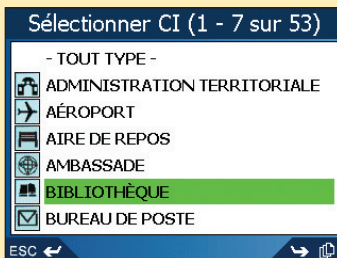 Sélectionner CI (1 - 7 sur 53)
- TOUT TYPE -
ADMINISTRATION TERRITORIALE
AÉROPORT
AIRE DE REPOS
AMBASSADE
BIBLIOTHÈQUE
BUREAU DE POSTE
ESC